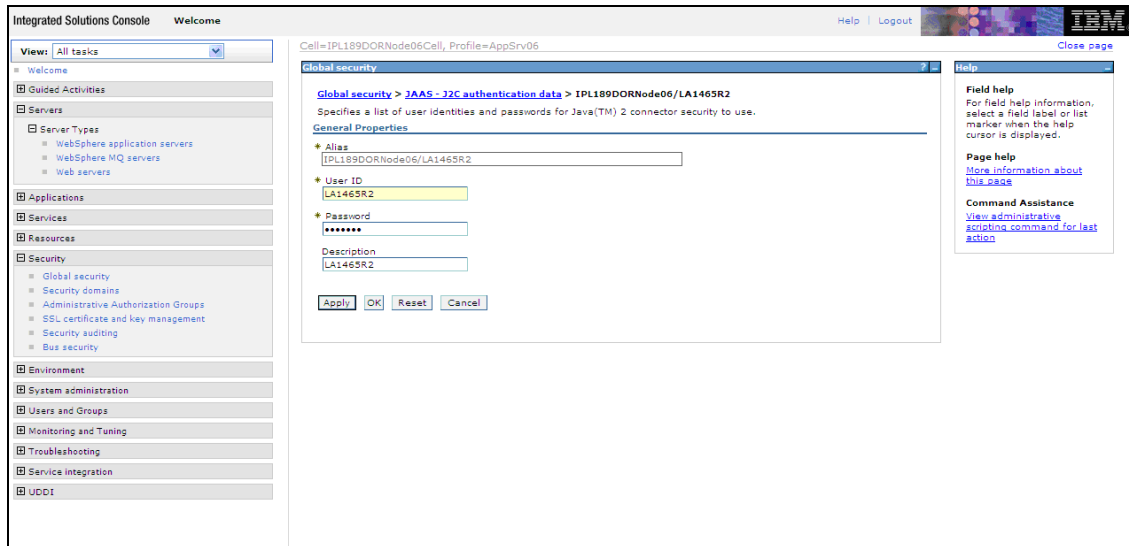 Integrated Solutions Console Welcome Help | Logout IBM.
View: All tasks
Cell=IPL189DORNode06Cell, Profile=AppSrv06
Close page
Welcome
Guided Activities
Servers
Server Types
WebSphere application servers
WebSphere MQ servers
Web servers
Applications
Services
Resources
Security
Global security
Security domains
Administrative Authorization Groups
SSL certificate and key management
Security auditing
Bus security
Environment
System administration
Users and Groups
Monitoring and Tuning
Troubleshooting
Service integration
UDDI
Global security ? -
Global security > JAAS - J2C authentication data > IPL189DORNode06/LA1465R2
Specifies a list of user identities and passwords for Java(TM) 2 connector security to use.
General Properties
* Alias
IPL189DORNode06/LA1465R2
* User ID
LA1465R2
* Password
•••••••
Description
LA1465R2
Apply OK Reset Cancel
Help -
Field help
For field help information,
select a field label or list
marker when the help
cursor is displayed.
Page help
More information about
this page
Command Assistance
View administrative
scripting command for last
action